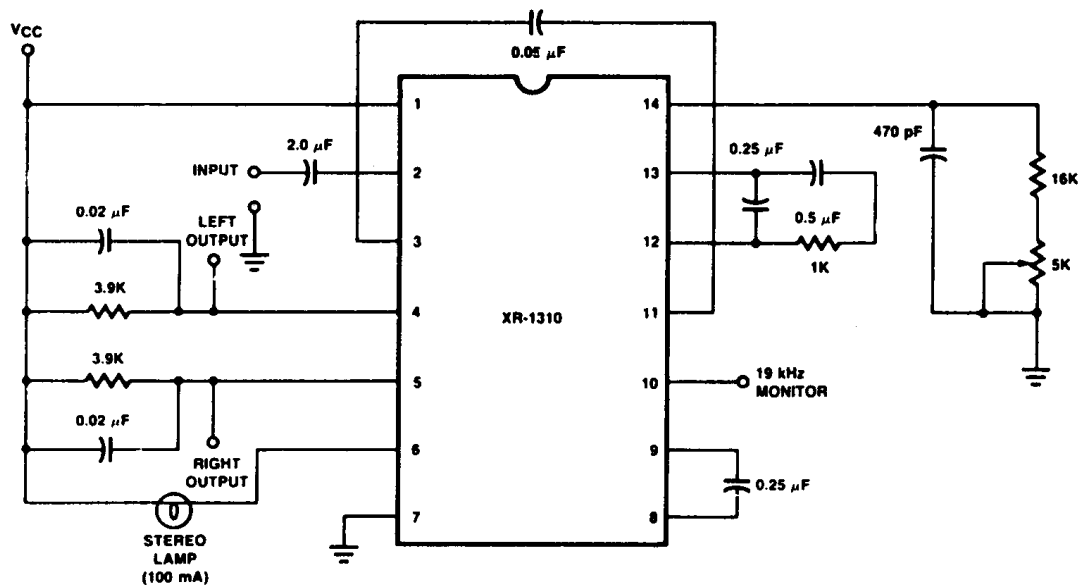 VCC
0.05 µF
1
14
470 pF
2.0 µF
0.25 µF
INPUT
2
13
16K
0.02 µF
LEFT
OUTPUT
0.5 µF
3
12
1K
5K
3.9K
4
XR-1310
11
3.9K
5
10
19 kHz
MONITOR
0.02 µF
6
9
RIGHT
OUTPUT
0.25 µF
7
8
STEREO
LAMP
(100 mA)